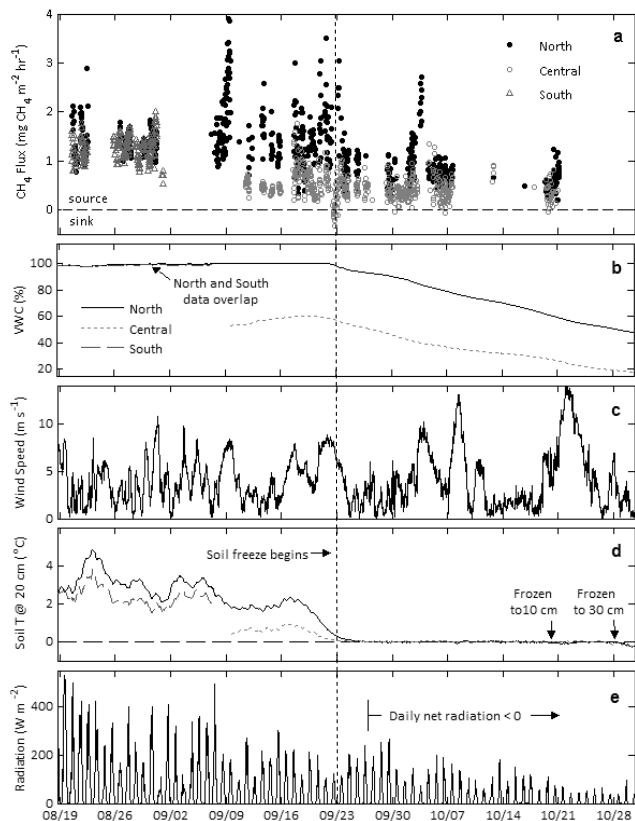 a
North
Central
South
4
3
2
1
0
CH4 Flux (mg CH4 m-2 hr-1)
source
sink
b
100
80
60
40
20
VWC (%)
North and South
data overlap
North
Central
South
c
10
5
0
Wind Speed (m s-1)
d
4
2
0
Soil T @ 20 cm (°C)
Soil freeze begins
Frozen
to10 cm
Frozen
to 30 cm
e
400
200
0
Radiation (W m-2)
Daily net radiation < 0
08/19 08/26 09/02 09/09 09/16 09/23 09/30 10/07 10/14 10/21 10/28